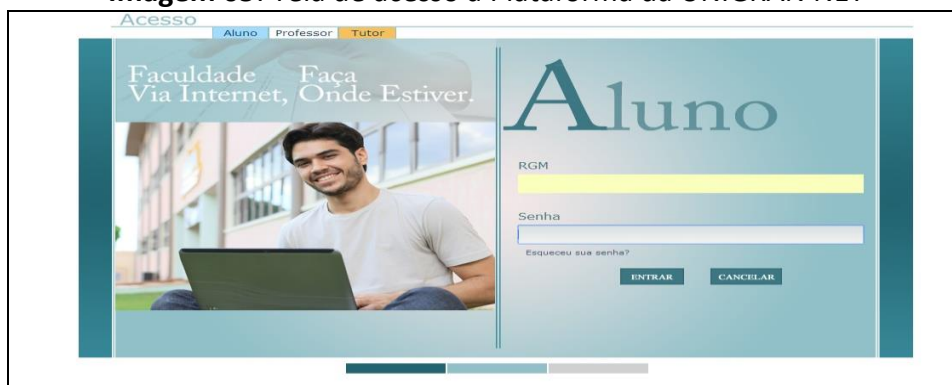 Acesso
Aluno Professor Tutor
Faculdade Faça
Via Internet, Onde Estiver.
Aluno
RGM
Senha
Esqueceu sua senha?
ENTRAR CANCELAR